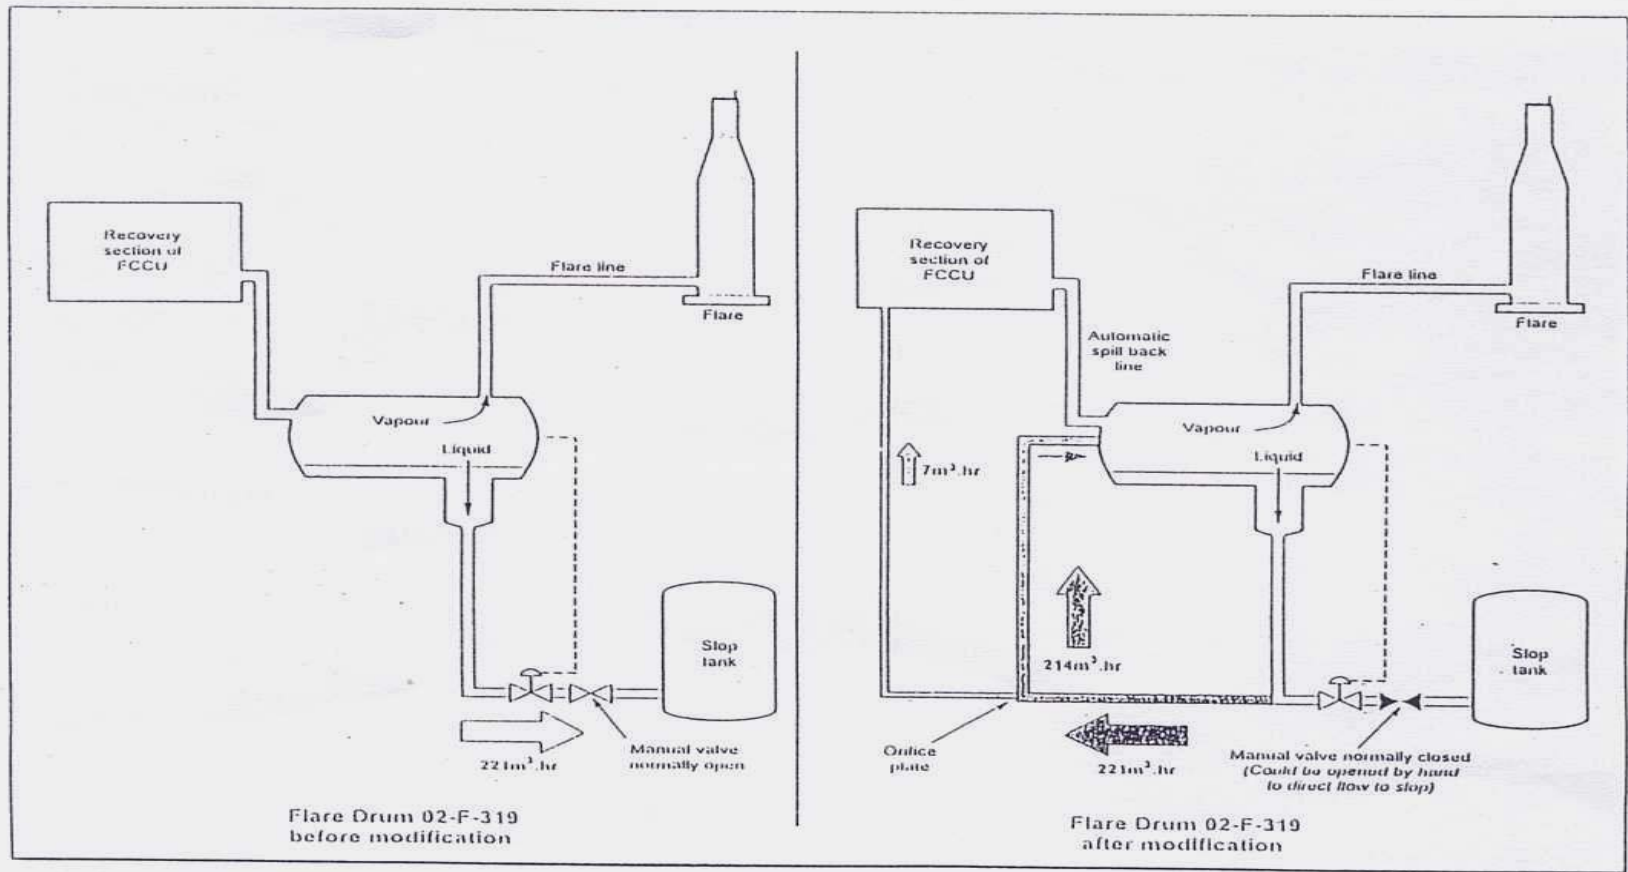 Recovery
section of
FCCU
Flare line
Flare
Vapour
Liquid
Slop
tank
Manual valve
normally open
221m³.hr
Flare Drum 02-F-319
before modification
Recovery
section of
FCCU
Flare line
Flare
Automatic
spill back
line
Vapour
Liquid
7m³.hr
214m³.hr
Slop
tank
Orifice
plate
221m³.hr
Manual valve normally closed
(Could be opened by hand
to direct flow to slop)
Flare Drum 02-F-319
after modification